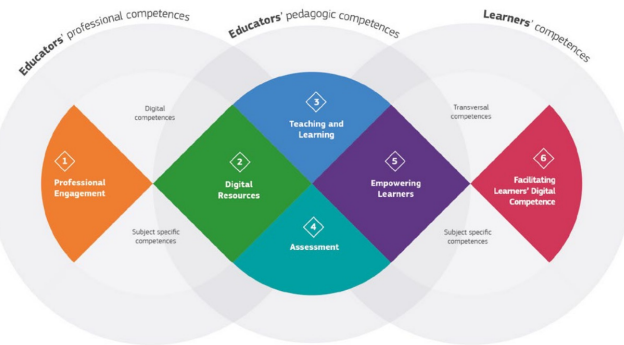 Educators' professional competences
Educators' pedagogic competences
Learners' competences
Digital
competences
3
Teaching and
Learning
Transversal
competences
1
Professional
Engagement
2
Digital
Resources
5
Empowering
Learners
6
Facilitating
Learners' Digital
Competence
Subject specific
competences
4
Assessment
Subject specific
competences